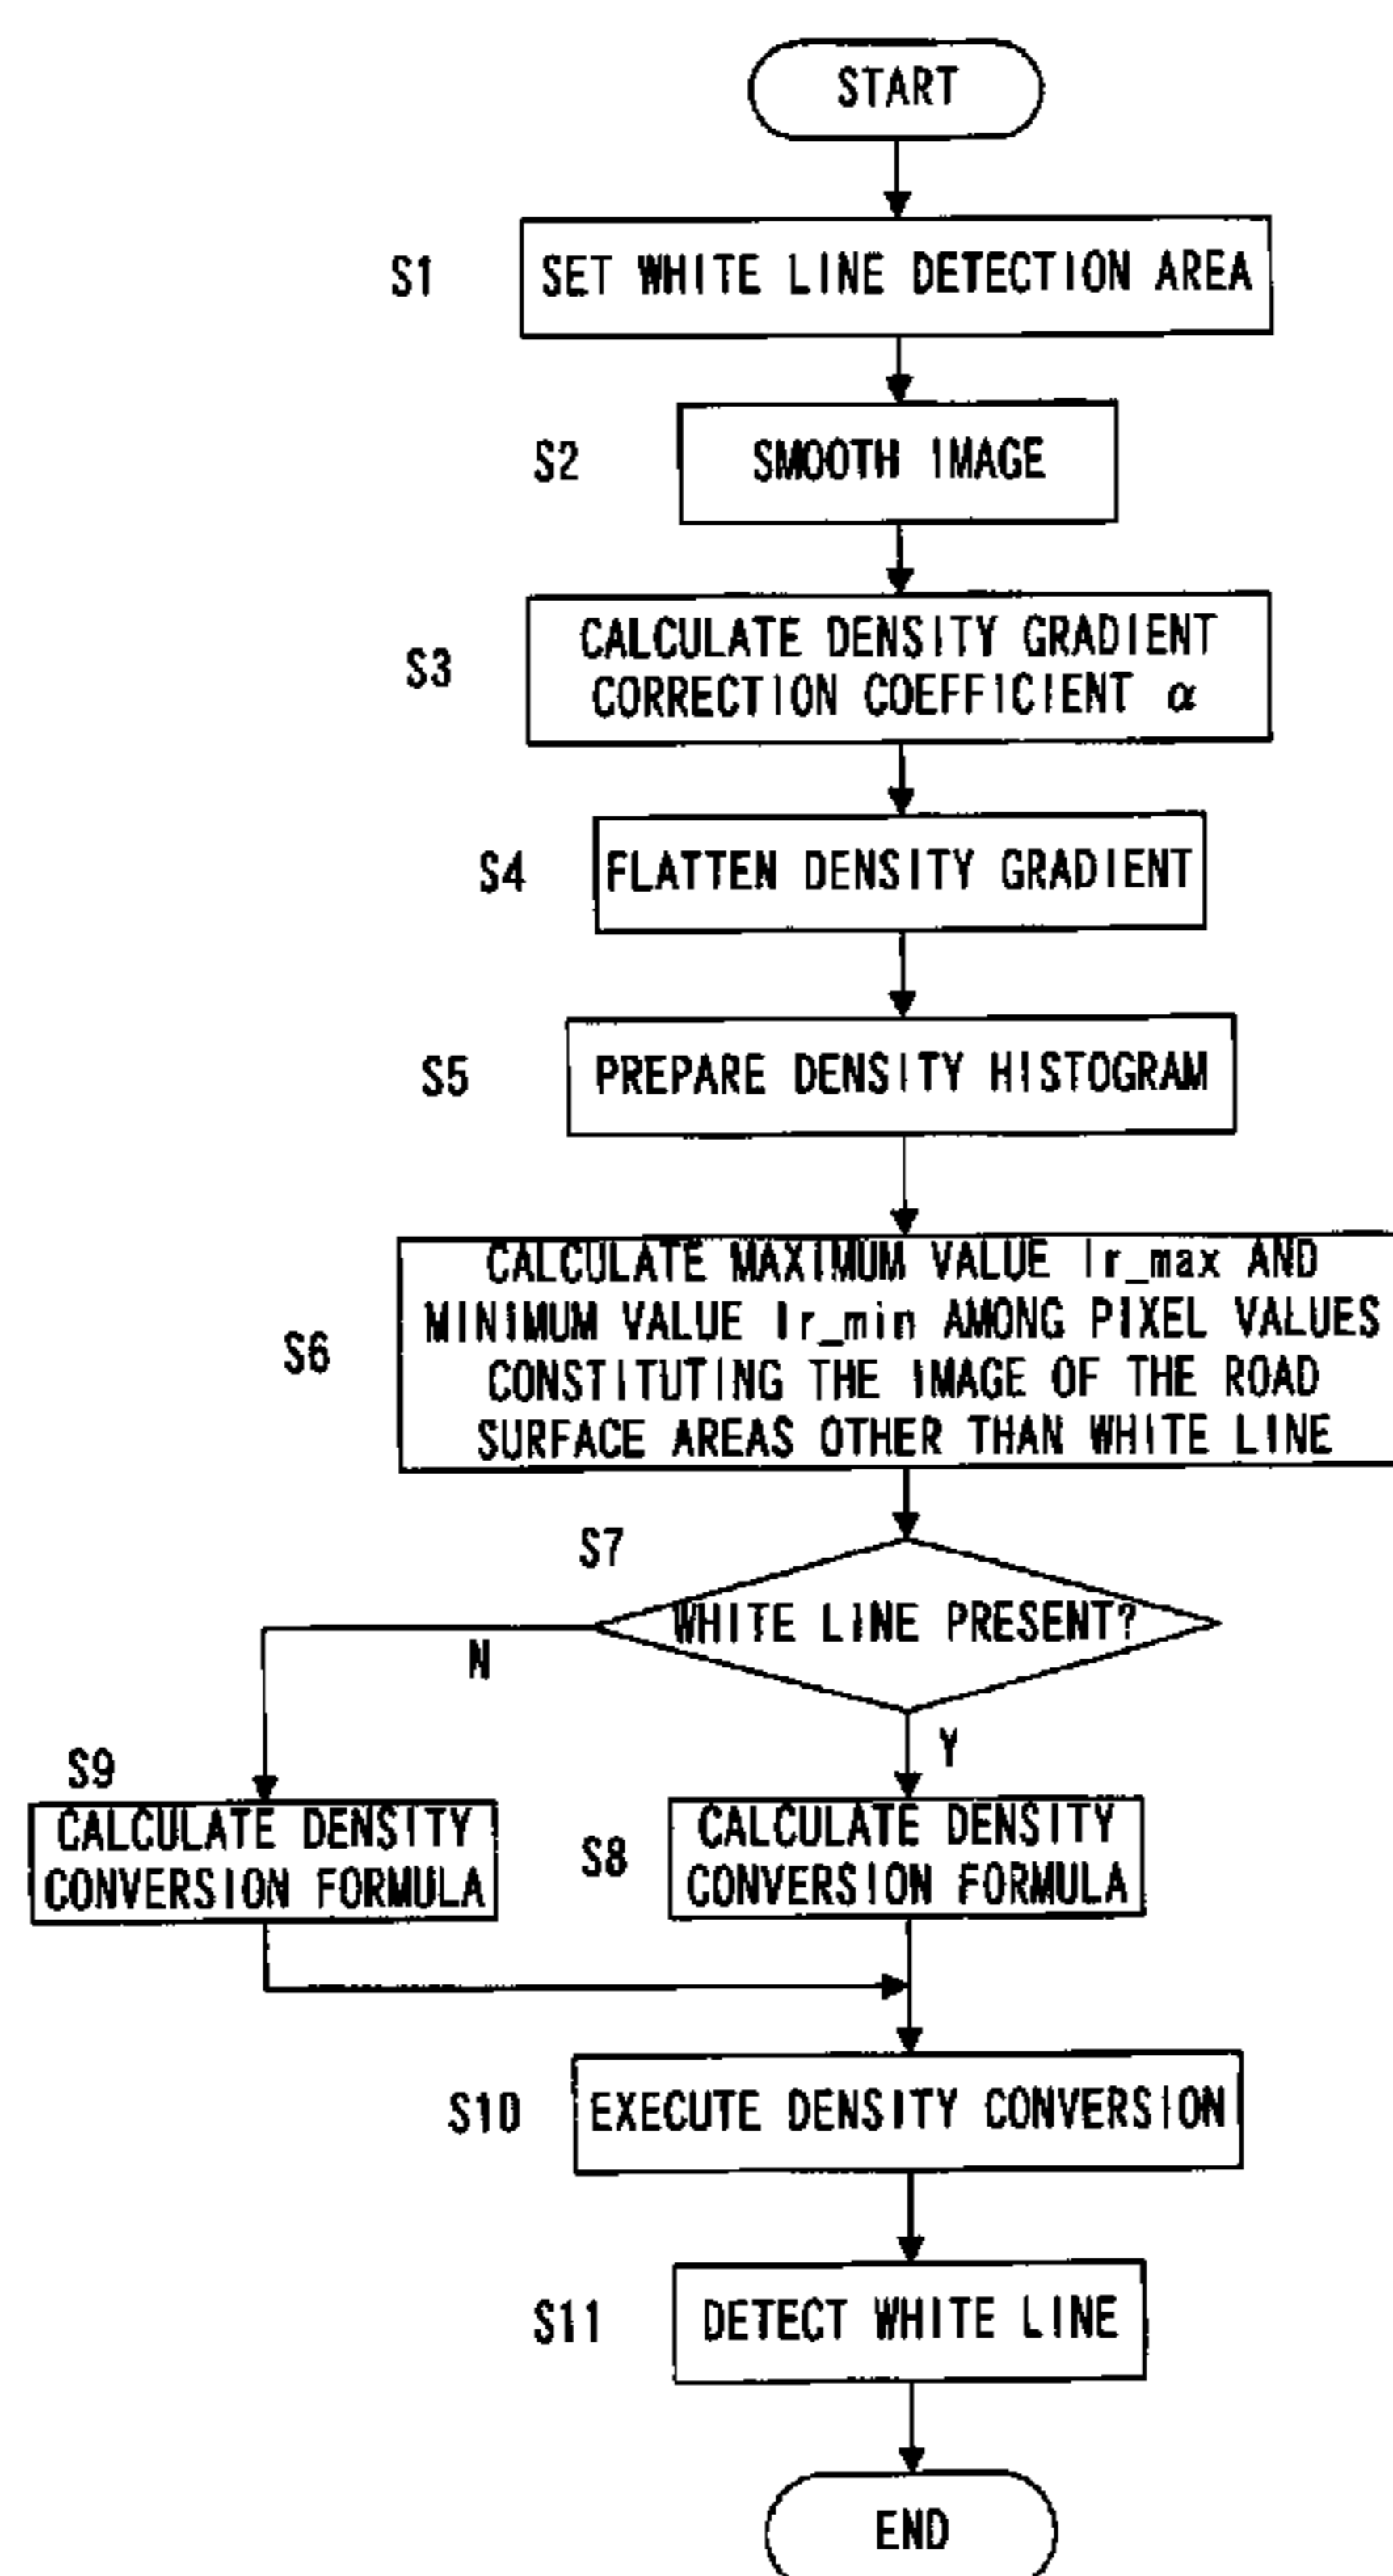 START
S1
SET WHITE LINE DETECTION AREA
S2
SMOOTH IMAGE
S3
CALCULATE DENSITY GRADIENT
CORRECTION COEFFICIENT α
S4
FLATTEN DENSITY GRADIENT
S5
PREPARE DENSITY HISTOGRAM
S6
CALCULATE MAXIMUM VALUE Ir_max AND
MINIMUM VALUE Ir_min AMONG PIXEL VALUES
CONSTITUTING THE IMAGE OF THE ROAD
SURFACE AREAS OTHER THAN WHITE LINE
S7
WHITE LINE PRESENT?
N
Y
S9
CALCULATE DENSITY
CONVERSION FORMULA
S8
CALCULATE DENSITY
CONVERSION FORMULA
S10
EXECUTE DENSITY CONVERSION
S11
DETECT WHITE LINE
END